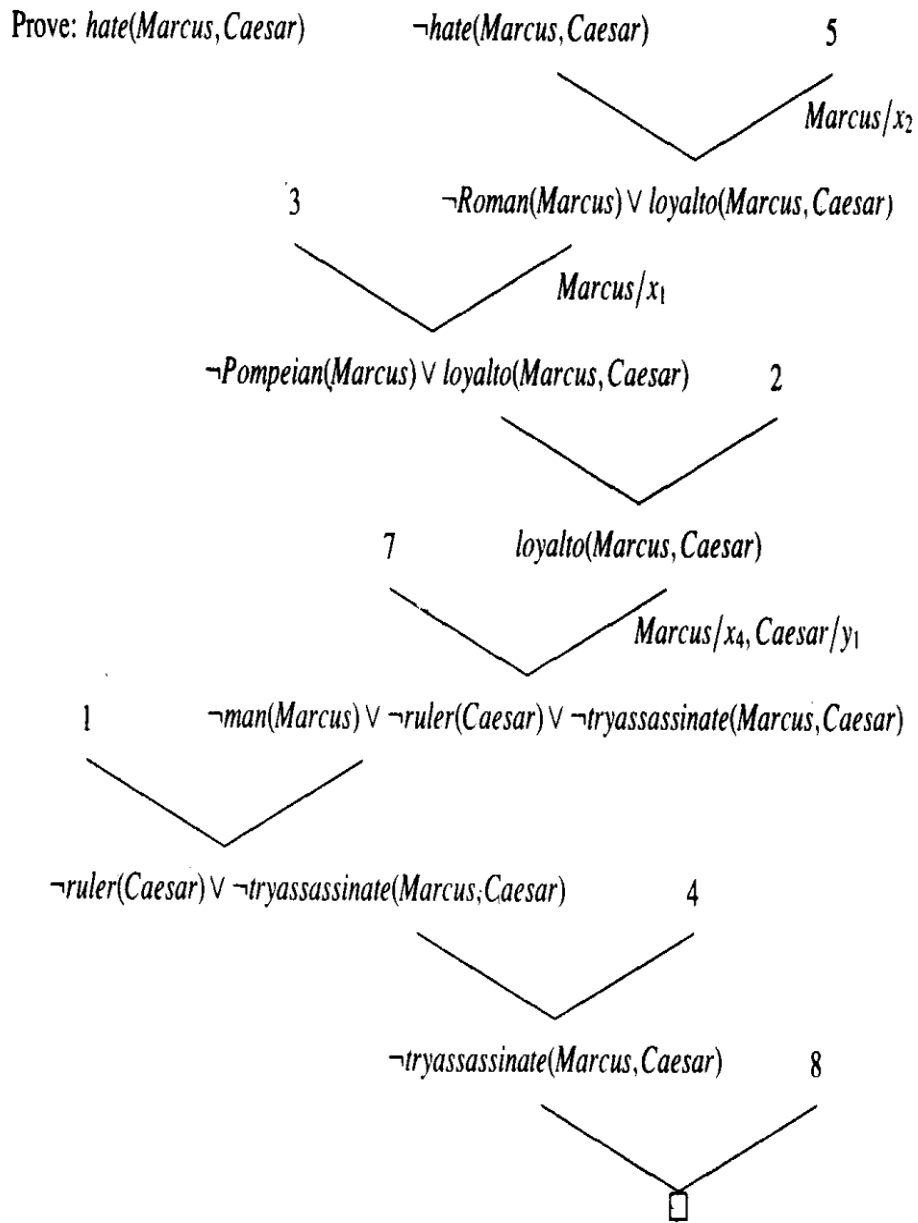 Prove: hate(Marcus,Caesar) ¬hate(Marcus,Caesar) 5
Marcus/x₂
3 ¬Roman(Marcus) ∨ loyalto(Marcus,Caesar)
Marcus/x₁
¬Pompeian(Marcus) ∨ loyalto(Marcus,Caesar) 2
7 loyalto(Marcus,Caesar)
Marcus/x₄,Caesar/y₁
1 ¬man(Marcus) ∨ ¬ruler(Caesar) ∨ ¬tryassassinate(Marcus,Caesar)
¬ruler(Caesar) ∨ ¬tryassassinate(Marcus,Caesar) 4
¬tryassassinate(Marcus,Caesar) 8